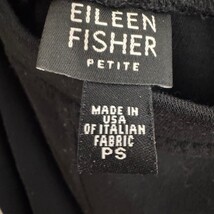 EILEEN
FISHER
PETITE
MADE IN
USA
OF ITALIAN
FABRIC
PS